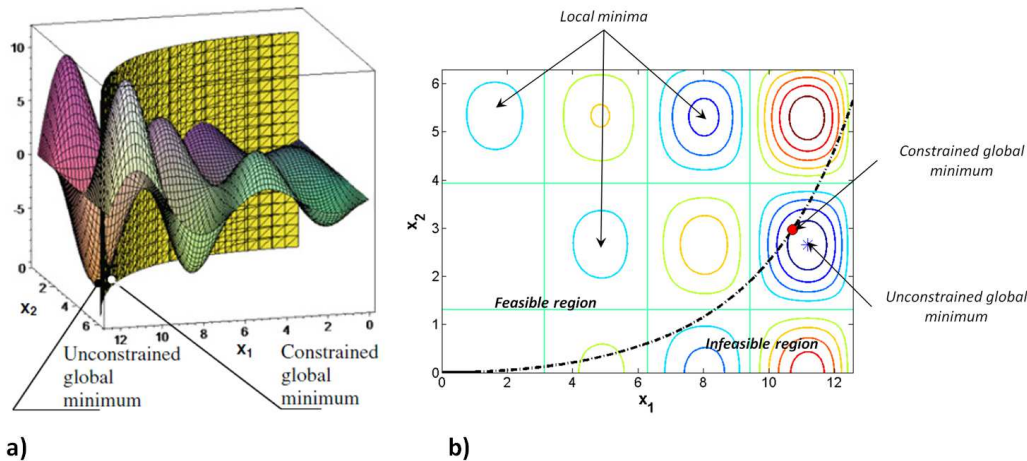 10
5
0
-5
0
2
4
6
X2
12
10
8
6
4
2
0
X1
Unconstrained
global
minimum
Constrained
global
minimum
a)
Local minima
6
5
4
3
2
1
0
x2
0
2
4
6
8
10
12
x1
Feasible region
Infeasible region
Constrained global
minimum
Unconstrained global
minimum
b)